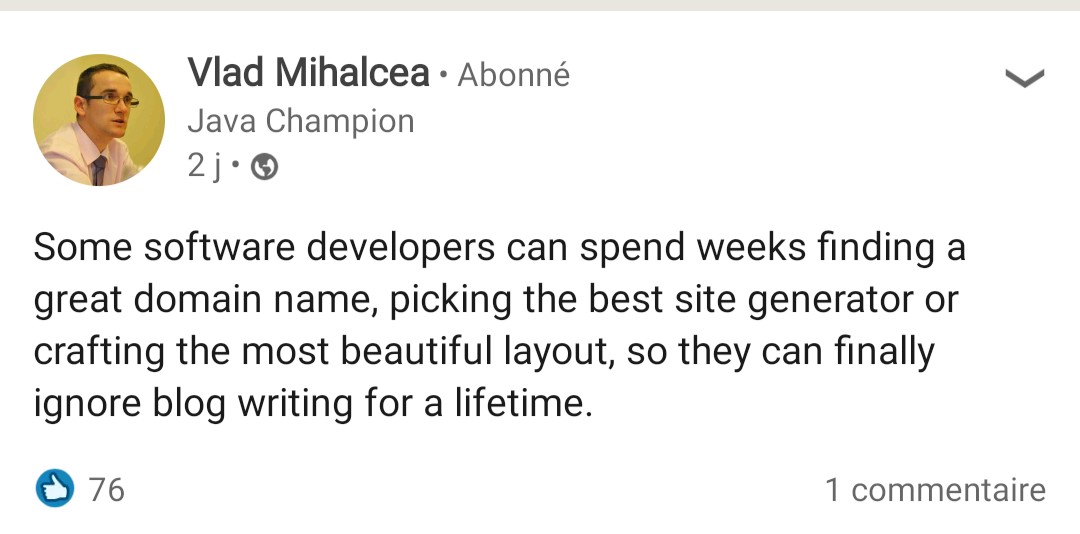 Vlad Mihalcea • Abonné
Java Champion
2 j •
Some software developers can spend weeks finding a
great domain name, picking the best site generator or
crafting the most beautiful layout, so they can finally
ignore blog writing for a lifetime.
76
1 commentaire